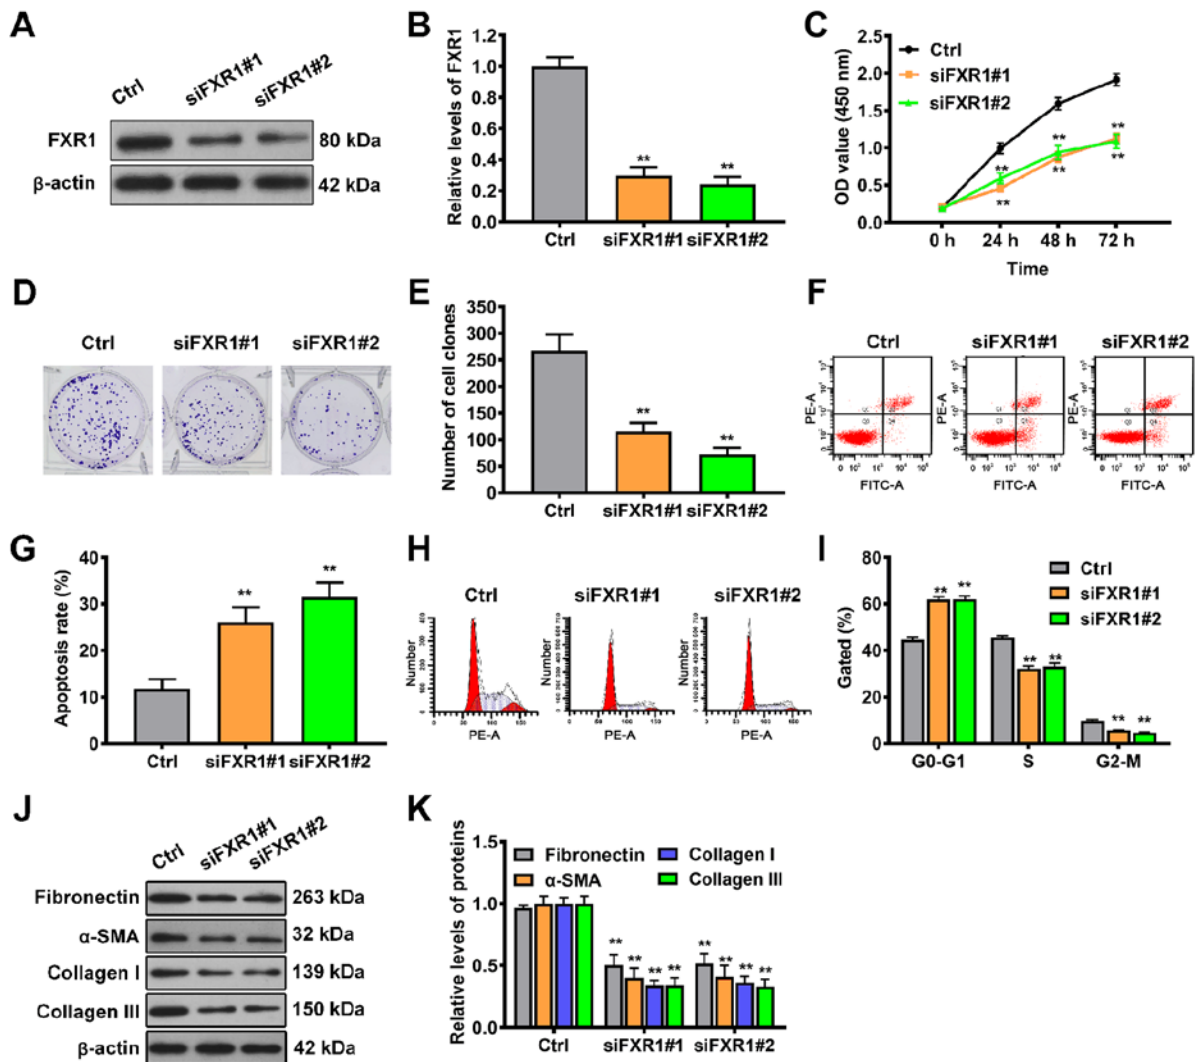 A
Ctrl
siFXR1#1
siFXR1#2
FXR1
80 kDa
β-actin
42 kDa
B
Relative levels of FXR1
1.2
1.0
0.8
0.6
0.4
0.2
0.0
**
**
Ctrl
siFXR1#1
siFXR1#2
C
OD value (450 nm)
2.5
2.0
1.5
1.0
0.5
0.0
Ctrl
siFXR1#1
siFXR1#2
**
**
**
**
**
**
0 h
24 h
48 h
72 h
Time
D
Ctrl
siFXR1#1
siFXR1#2
E
Number of cell clones
350
300
250
200
150
100
50
0
**
**
Ctrl
siFXR1#1
siFXR1#2
F
Ctrl
siFXR1#1
siFXR1#2
PE-A
PE-A
PE-A
FITC-A
FITC-A
FITC-A
G
Apoptosis rate (%)
40
30
20
10
0
**
**
Ctrl
siFXR1#1
siFXR1#2
H
Ctrl
siFXR1#1
siFXR1#2
Number
Number
Number
PE-A
PE-A
PE-A
I
Gated (%)
80
60
40
20
0
Ctrl
siFXR1#1
siFXR1#2
**
**
**
**
**
**
G0-G1
S
G2-M
J
Ctrl
siFXR1#1
siFXR1#2
Fibronectin
263 kDa
α-SMA
32 kDa
Collagen I
139 kDa
Collagen III
150 kDa
β-actin
42 kDa
K
Relative levels of proteins
1.5
1.0
0.5
0.0
Fibronectin
Collagen I
α-SMA
Collagen III
**
**
**
**
**
**
**
**
Ctrl
siFXR1#1
siFXR1#2